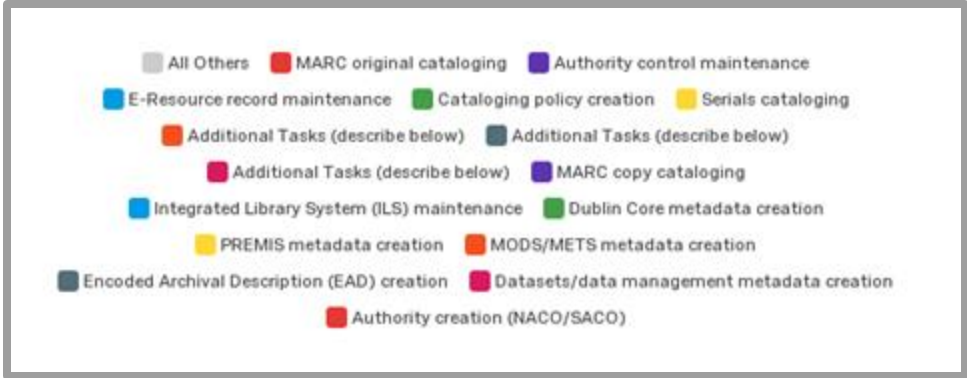 All Others MARC original cataloging Authority control maintenance
E-Resource record maintenance Cataloging policy creation Serials cataloging
Additional Tasks (describe below) Additional Tasks (describe below)
Additional Tasks (describe below) MARC copy cataloging
Integrated Library System (ILS) maintenance Dublin Core metadata creation
PREMIS metadata creation MODS/METS metadata creation
Encoded Archival Description (EAD) creation Datasets/data management metadata creation
Authority creation (NACO/SACO)